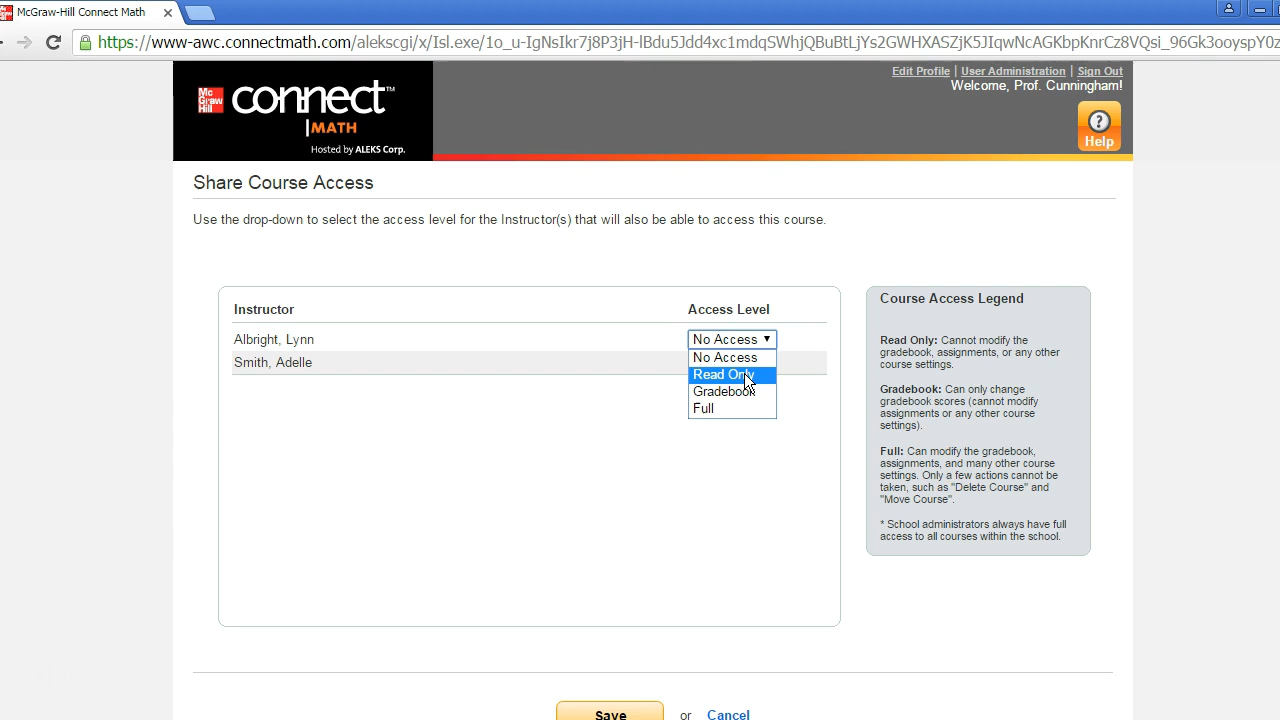 McGraw-Hill Connect Math
https://www-awc.connectmath.com/alekscgi/x/Isl.exe/1o_u-IgNsIkr7j8P3jH-lBdu5Jdd4xc1mdqSWhjQBuBtLjYs2GWHXASZjK5JIqwNcAGKbpKnrCz8VQsi_96Gk3ooyspY0z
Edit Profile | User Administration | Sign Out
Welcome, Prof. Cunningham!
Mc Graw Hill connect™
|MATH
Hosted by ALEKS Corp.
?
Help
Share Course Access
Use the drop-down to select the access level for the Instructor(s) that will also be able to access this course.
Instructor Access Level
Albright, Lynn No Access
Smith, Adelle
No Access
Read Only
Gradebook
Full
Course Access Legend
Read Only: Cannot modify the
gradebook, assignments, or any other
course settings.
Gradebook: Can only change
gradebook scores (cannot modify
assignments or any other course
settings).
Full: Can modify the gradebook,
assignments, and many other course
settings. Only a few actions cannot be
taken, such as "Delete Course" and
"Move Course".
* School administrators always have full
access to all courses within the school.
Save or Cancel